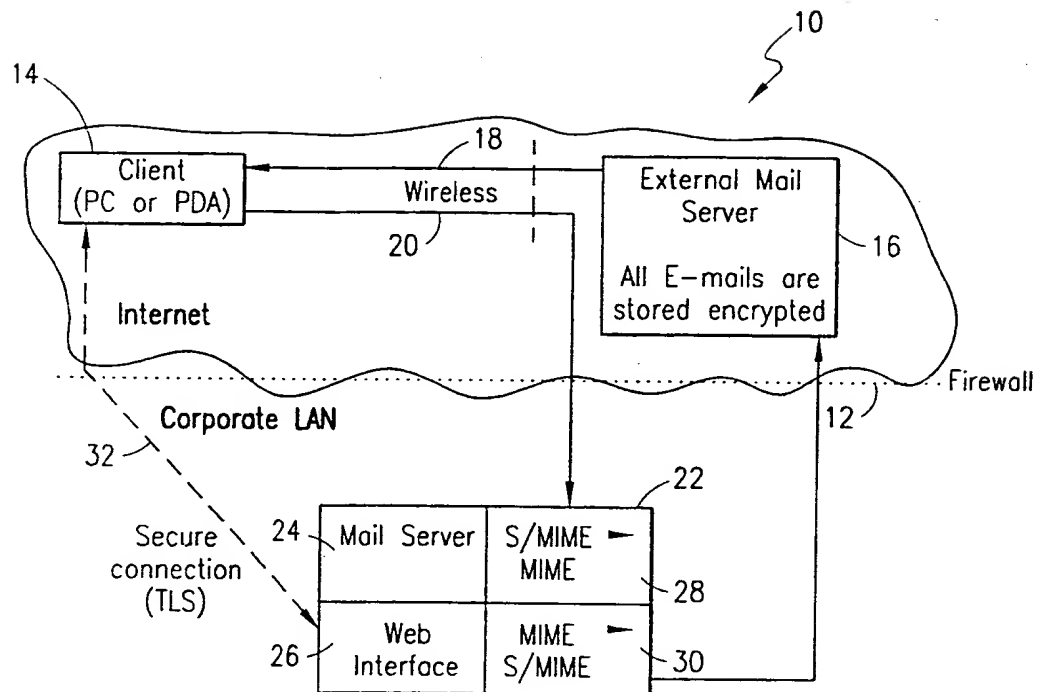 10
14
Client
(PC or PDA)
18
Wireless
20
External Mail
Server
All E-mails are
stored encrypted
16
Internet
Firewall
12
Corporate LAN
32
Secure
connection
(TLS)
22
24
Mail Server
S/MIME
MIME
28
26
Web
Interface
MIME
S/MIME
30